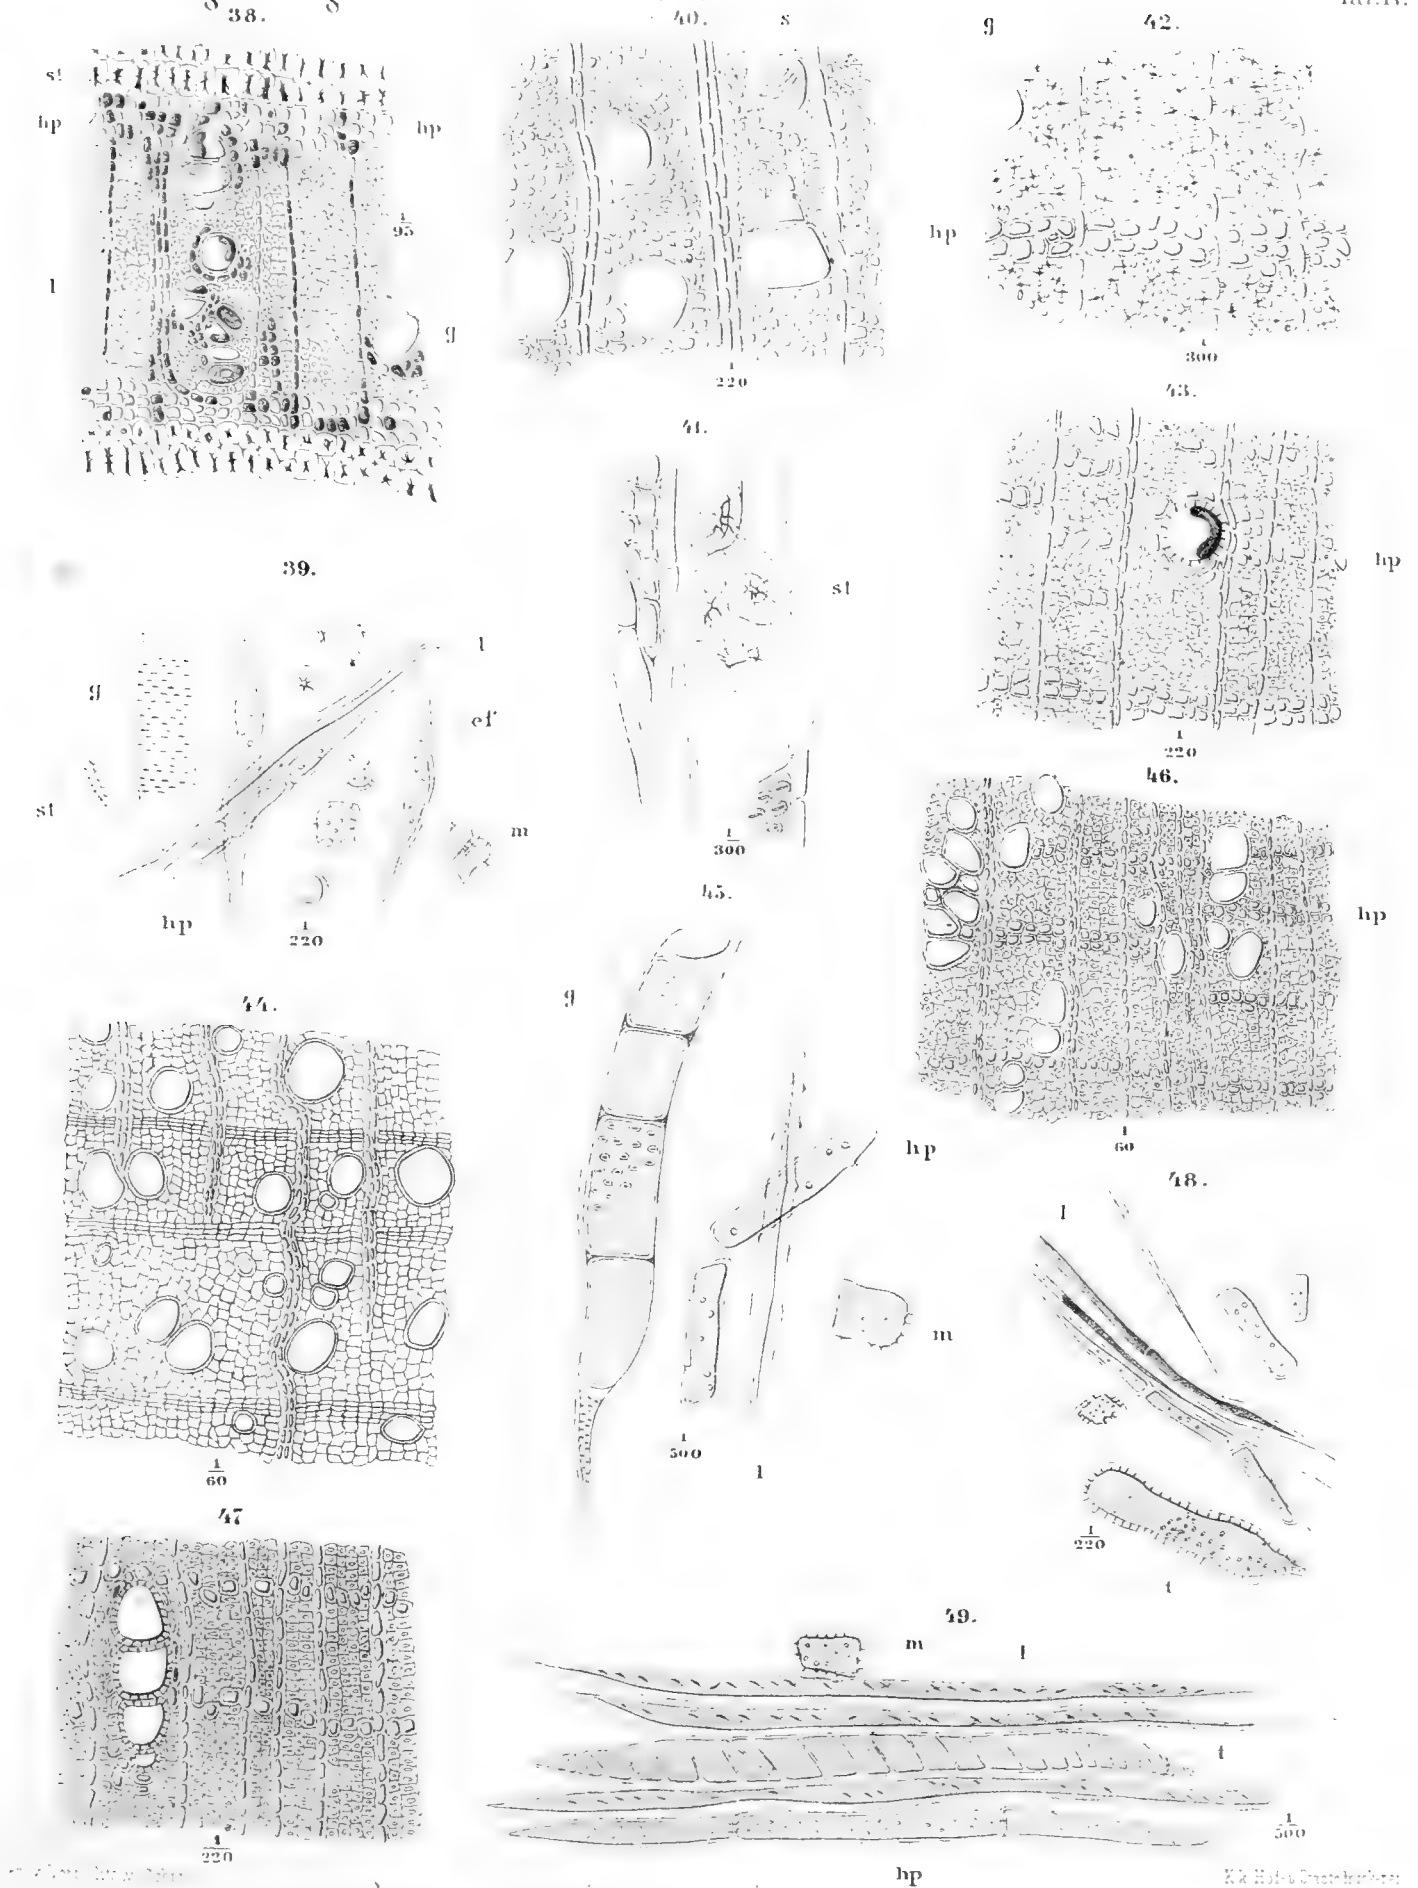 38.
40.
s
g
42.
st
hp
hp
1/95
l
g
1/220
hp
1/300
41.
43.
39.
st
hp
l
g
ef
st
m
hp
1/220
1/300
1/220
46.
45.
hp
44.
g
1/60
hp
48.
l
m
1/500
l
1/60
47
1/220
t
49.
m
l
t
1/500
1/220
hp